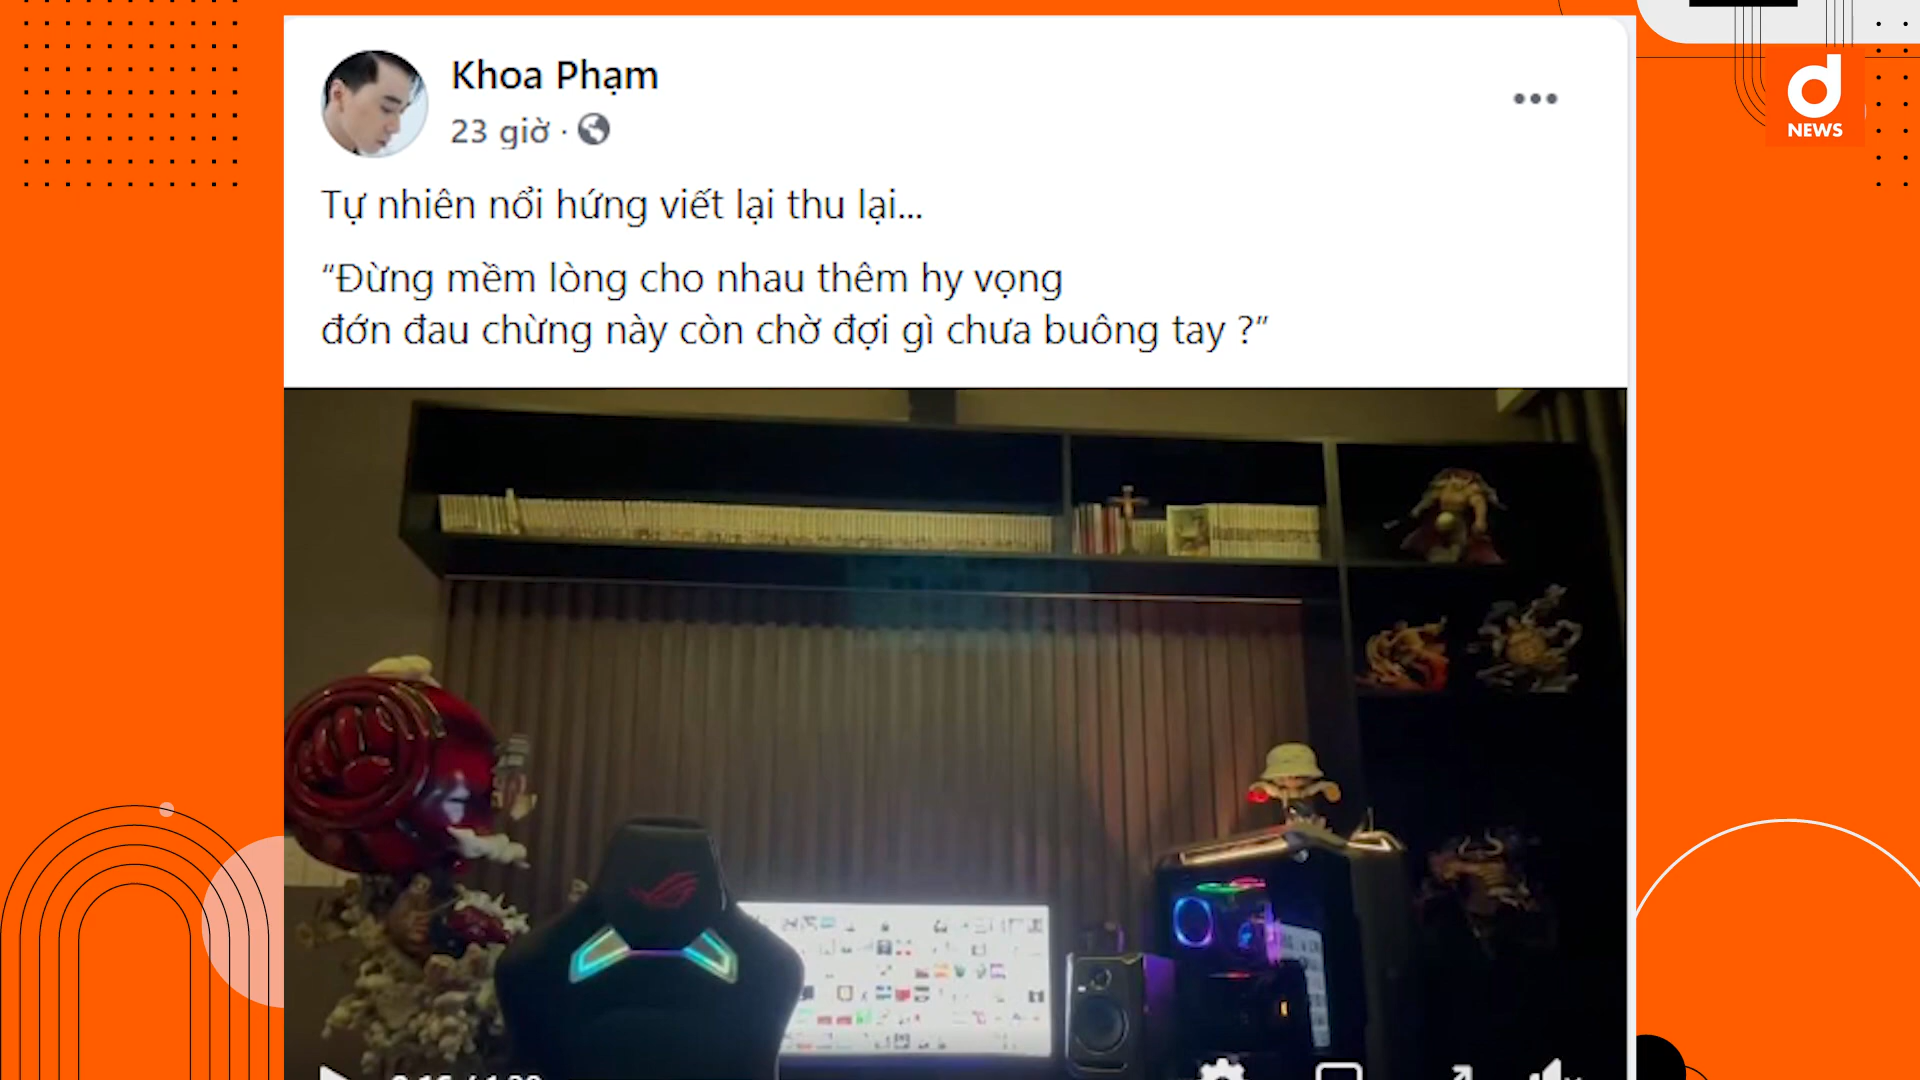 Khoa Phạm
23 giờ ·
Tự nhiên nổi hứng viết lại thu lại...
“Đừng mềm lòng cho nhau thêm hy vọng
đớn đau chừng này còn chờ đợi gì chưa buông tay ?”
d
NEWS